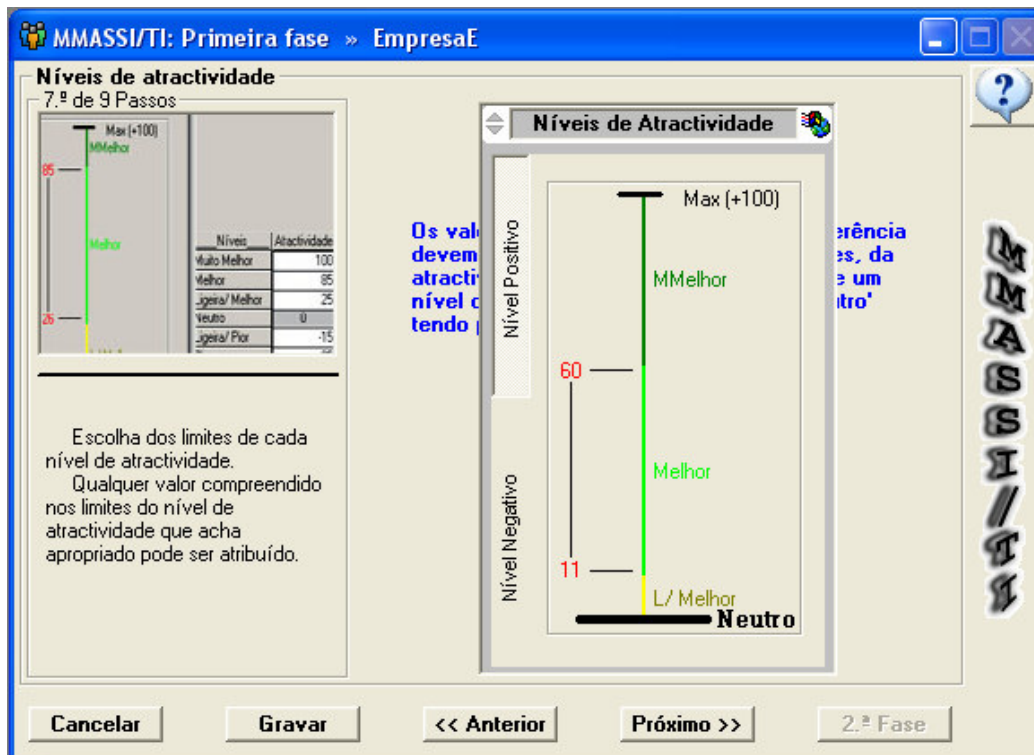 MMASSI/TI: Primeira fase » EmpresaE
Níveis de atractividade
7.º de 9 Passos
Max (+100)
MMelhor
85
Melhor
26
Níveis Atactividade
Muito Melhor 100
Melhor 85
Ligeira/ Melhor 25
Neutro 0
Ligeira/ Pior -15
Escolha dos limites de cada
nível de atractividade.
Qualquer valor compreendido
nos limites do nível de
atractividade que acha
apropriado pode ser atribuído.
Os erência
devem es, da
e um
nível
tendo
Níveis de Atractividade
Nível Positivo
Nível Negativo
Max (+100)
MMelhor
60
Melhor
11
L/ Melhor
Neutro
MMASSI/TI
Cancelar
Gravar
<< Anterior
Próximo >>
2.ª Fase